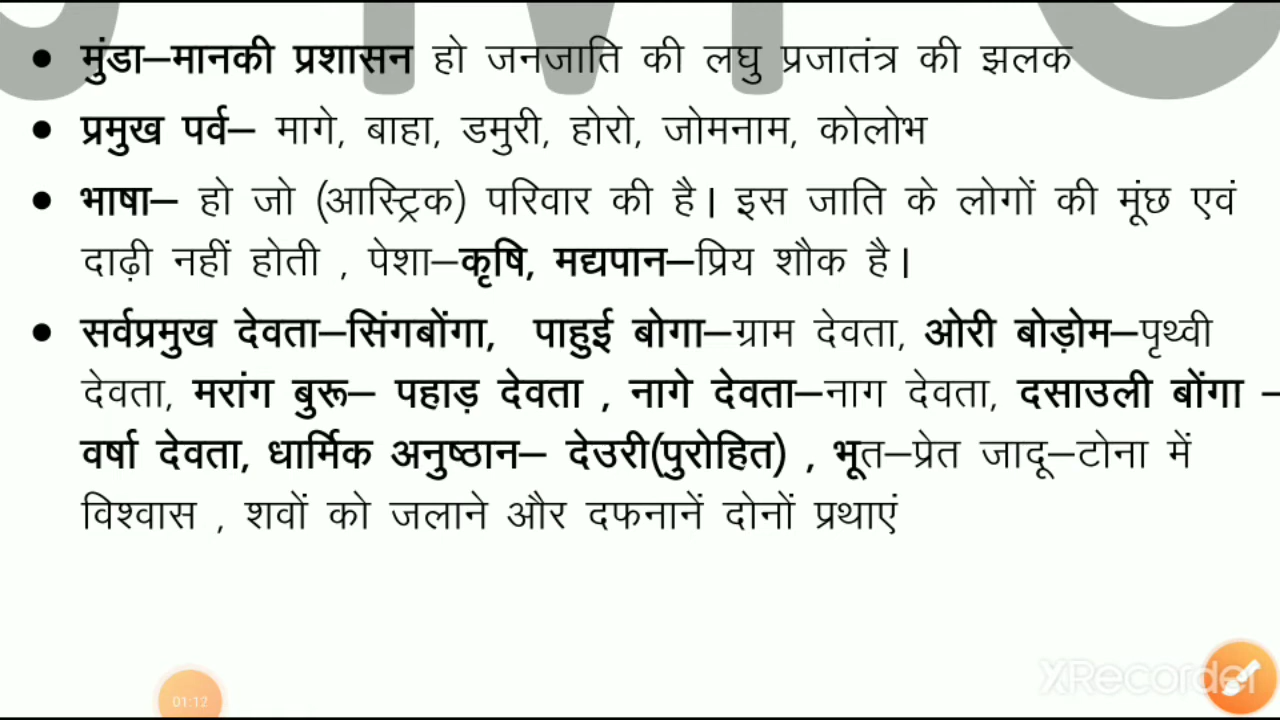 • मुंडा–मानकी प्रशासन हो जनजाति की लघु प्रजातंत्र की झलक
• प्रमुख पर्व– मागे, बाहा, डमुरी, होरो, जोमनाम, कोलोभ
• भाषा– हो जो (आस्ट्रिक) परिवार की है। इस जाति के लोगों की मूंछ एवं
दाढ़ी नहीं होती , पेशा–कृषि, मद्यपान–प्रिय शौक है।
• सर्वप्रमुख देवता–सिंगबोंगा, पाहुई बोगा–ग्राम देवता, ओरी बोड़ोम–पृथ्वी
देवता, मरांग बुरू– पहाड़ देवता , नागे देवता–नाग देवता, दसाउली बोंगा –
वर्षा देवता, धार्मिक अनुष्ठान– देउरी(पुरोहित) , भूत–प्रेत जादू–टोना में
विश्वास , शवों को जलाने और दफनानें दोनों प्रथाएं
XRecorder
01:12